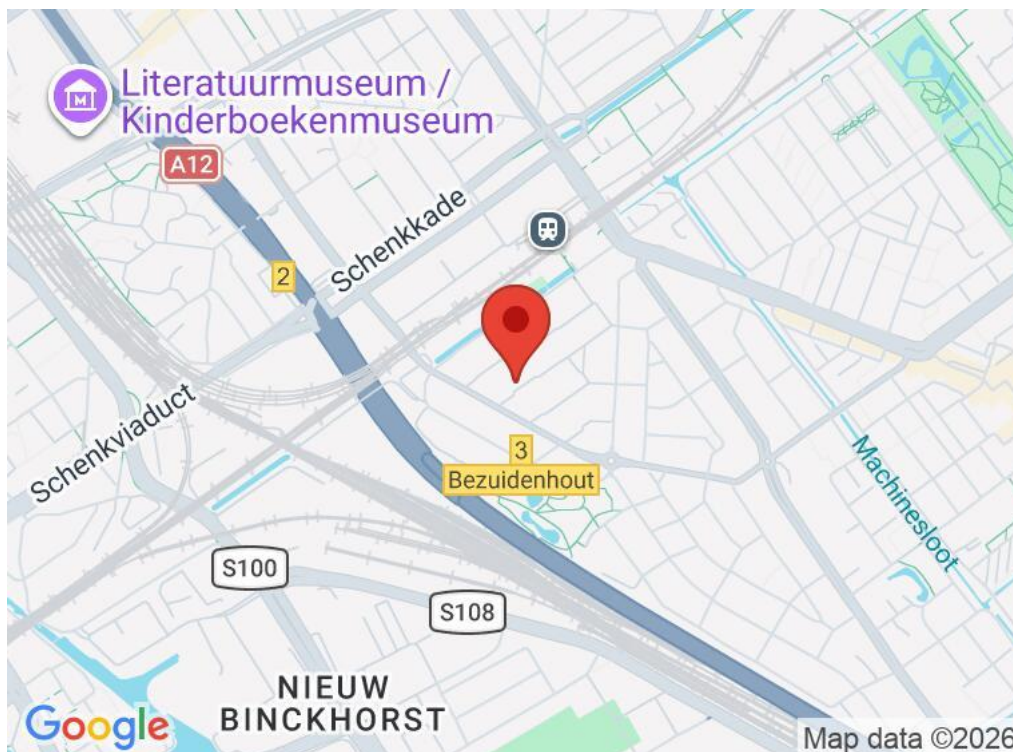 Literatuurmuseum /
Kinderboekenmuseum
A12
Schenkkade
2
Schenkviaduct
3
Bezuidenhout
Machinesloot
S100
S108
NIEUW
BINCKHORST
Google
Map data ©2026